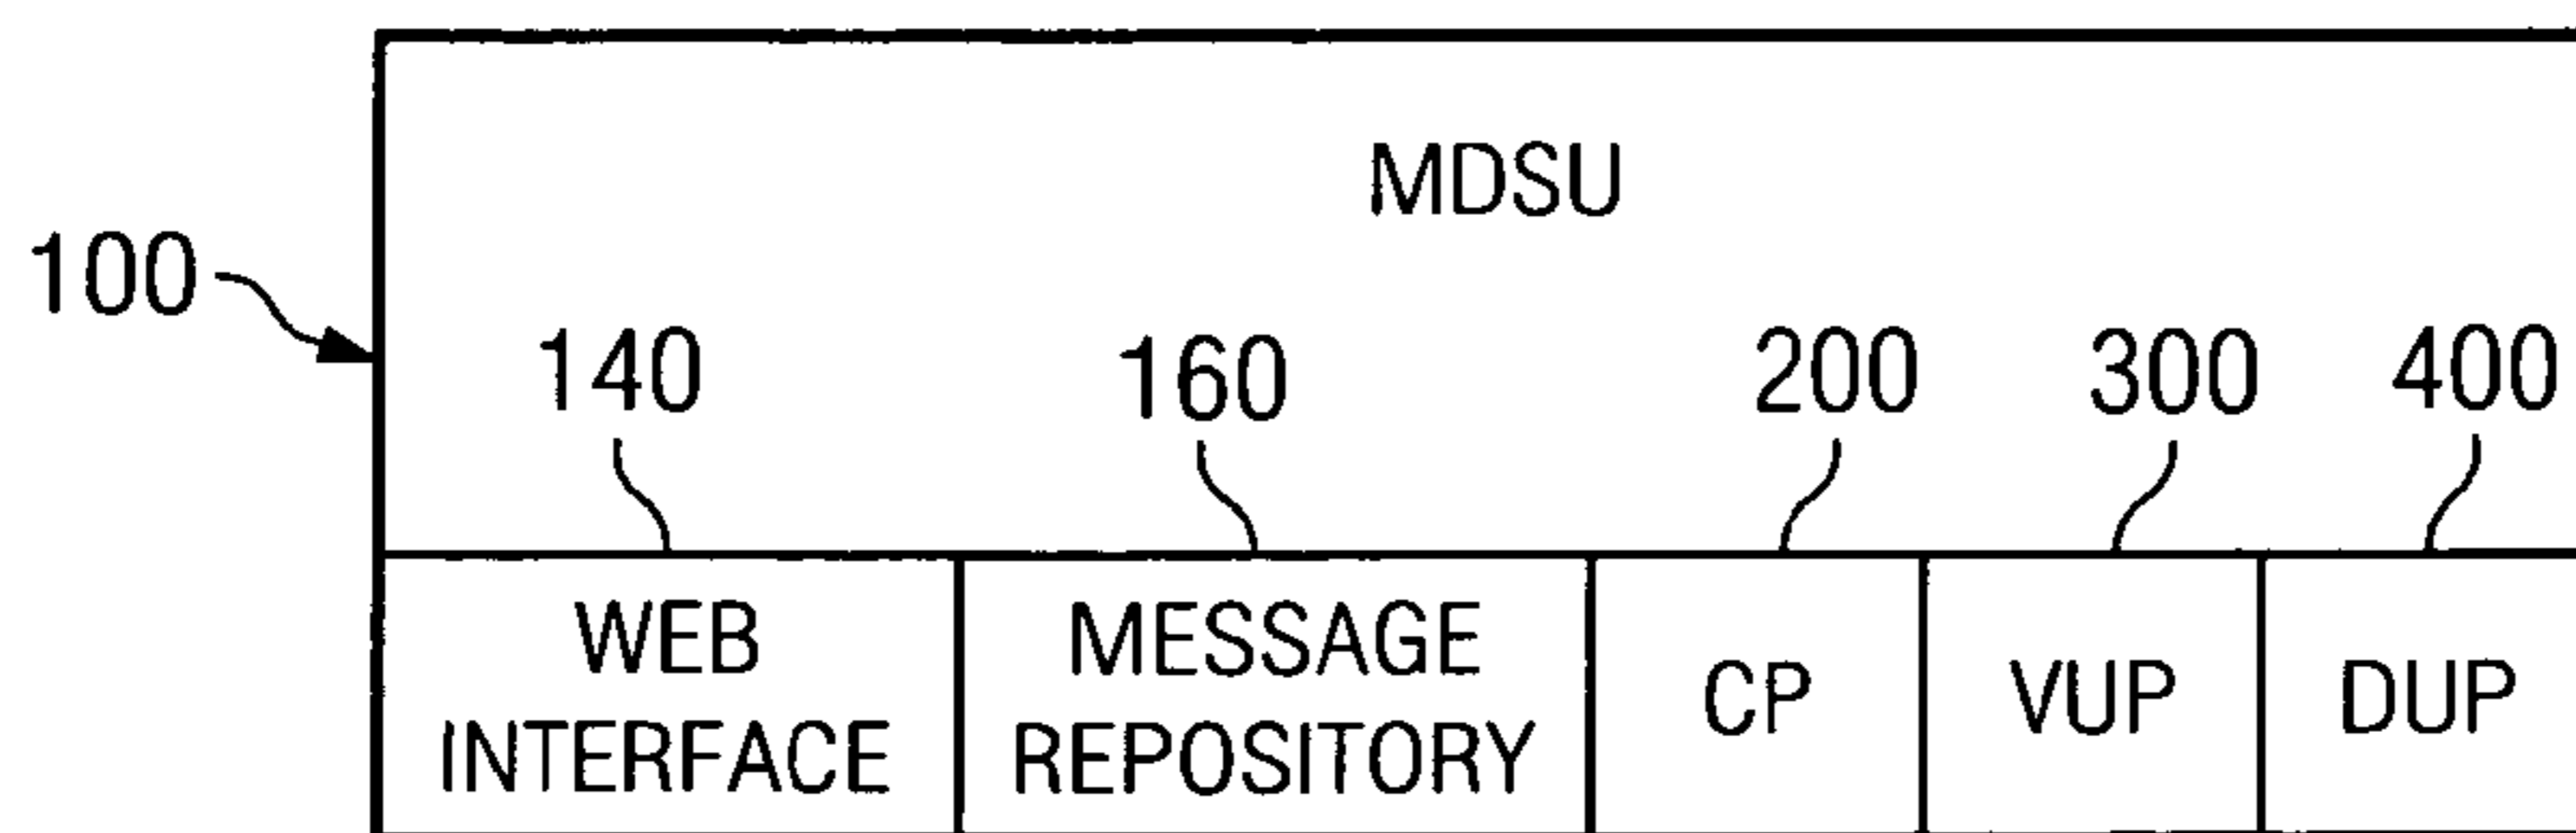 MDSU
100
140 160 200 300 400
WEB INTERFACE
MESSAGE REPOSITORY
CP VUP DUP